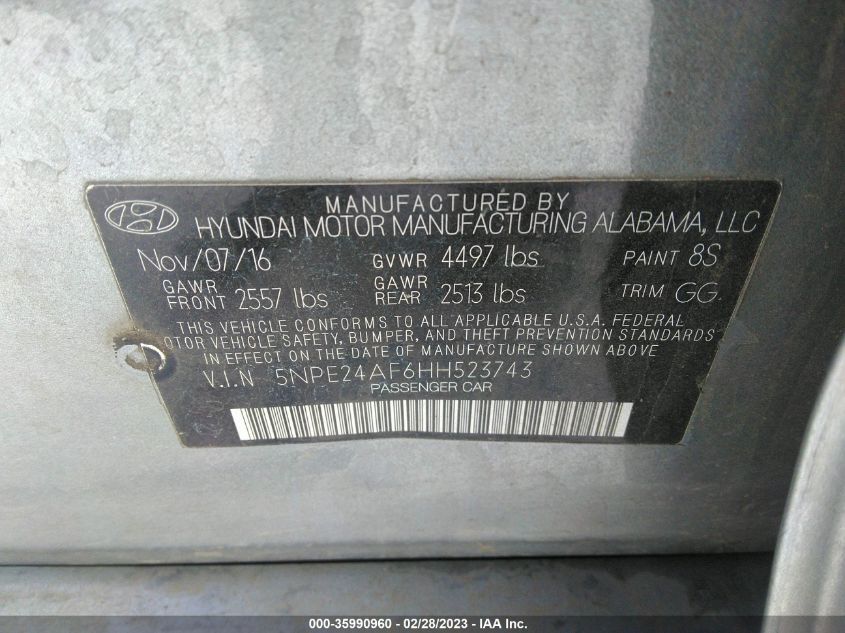 MANUFACTURED BY
HYUNDAI MOTOR MANUFACTURING ALABAMA, LLC
Nov/07/16 GVWR 4497 lbs PAINT 8S
GAWR FRONT 2557 lbs GAWR REAR 2513 lbs TRIM GG
THIS VEHICLE CONFORMS TO ALL APPLICABLE U.S.A. FEDERAL
MOTOR VEHICLE SAFETY, BUMPER, AND THEFT PREVENTION STANDARDS
IN EFFECT ON THE DATE OF MANUFACTURE SHOWN ABOVE
V.I.N 5NPE24AF6HH523743
PASSENGER CAR
000-35990960 - 02/28/2023 - IAA Inc.